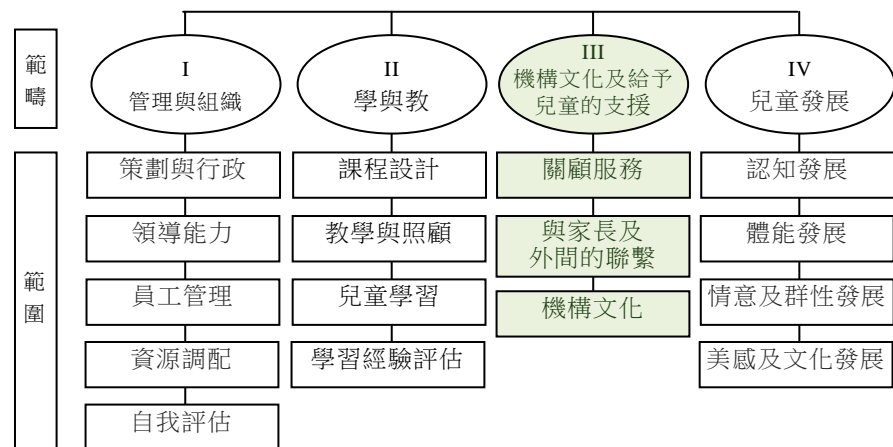 範疇
I
管理與組織
II
學與教
III
機構文化及給予
兒童的支援
IV
兒童發展
範圍
策劃與行政
領導能力
員工管理
資源調配
自我評估
課程設計
教學與照顧
兒童學習
學習經驗評估
關顧服務
與家長及
外間的聯繫
機構文化
認知發展
體能發展
情意及群性發展
美感及文化發展